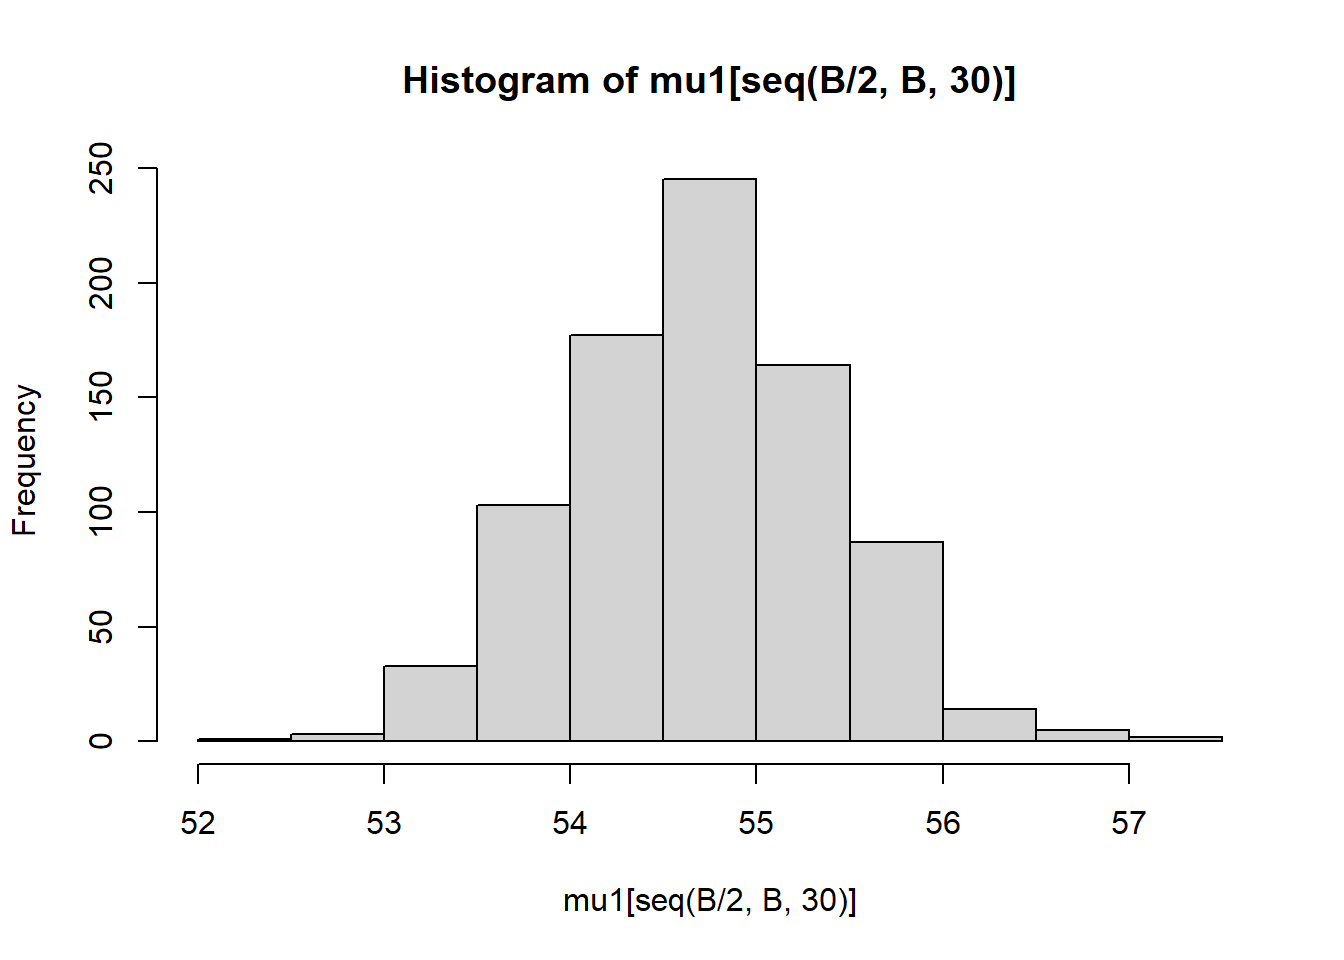 Histogram of mu1[seq(B/2, B, 30)]
Frequency
250
200
150
100
50
0
52 53 54 55 56 57
mu1[seq(B/2, B, 30)]